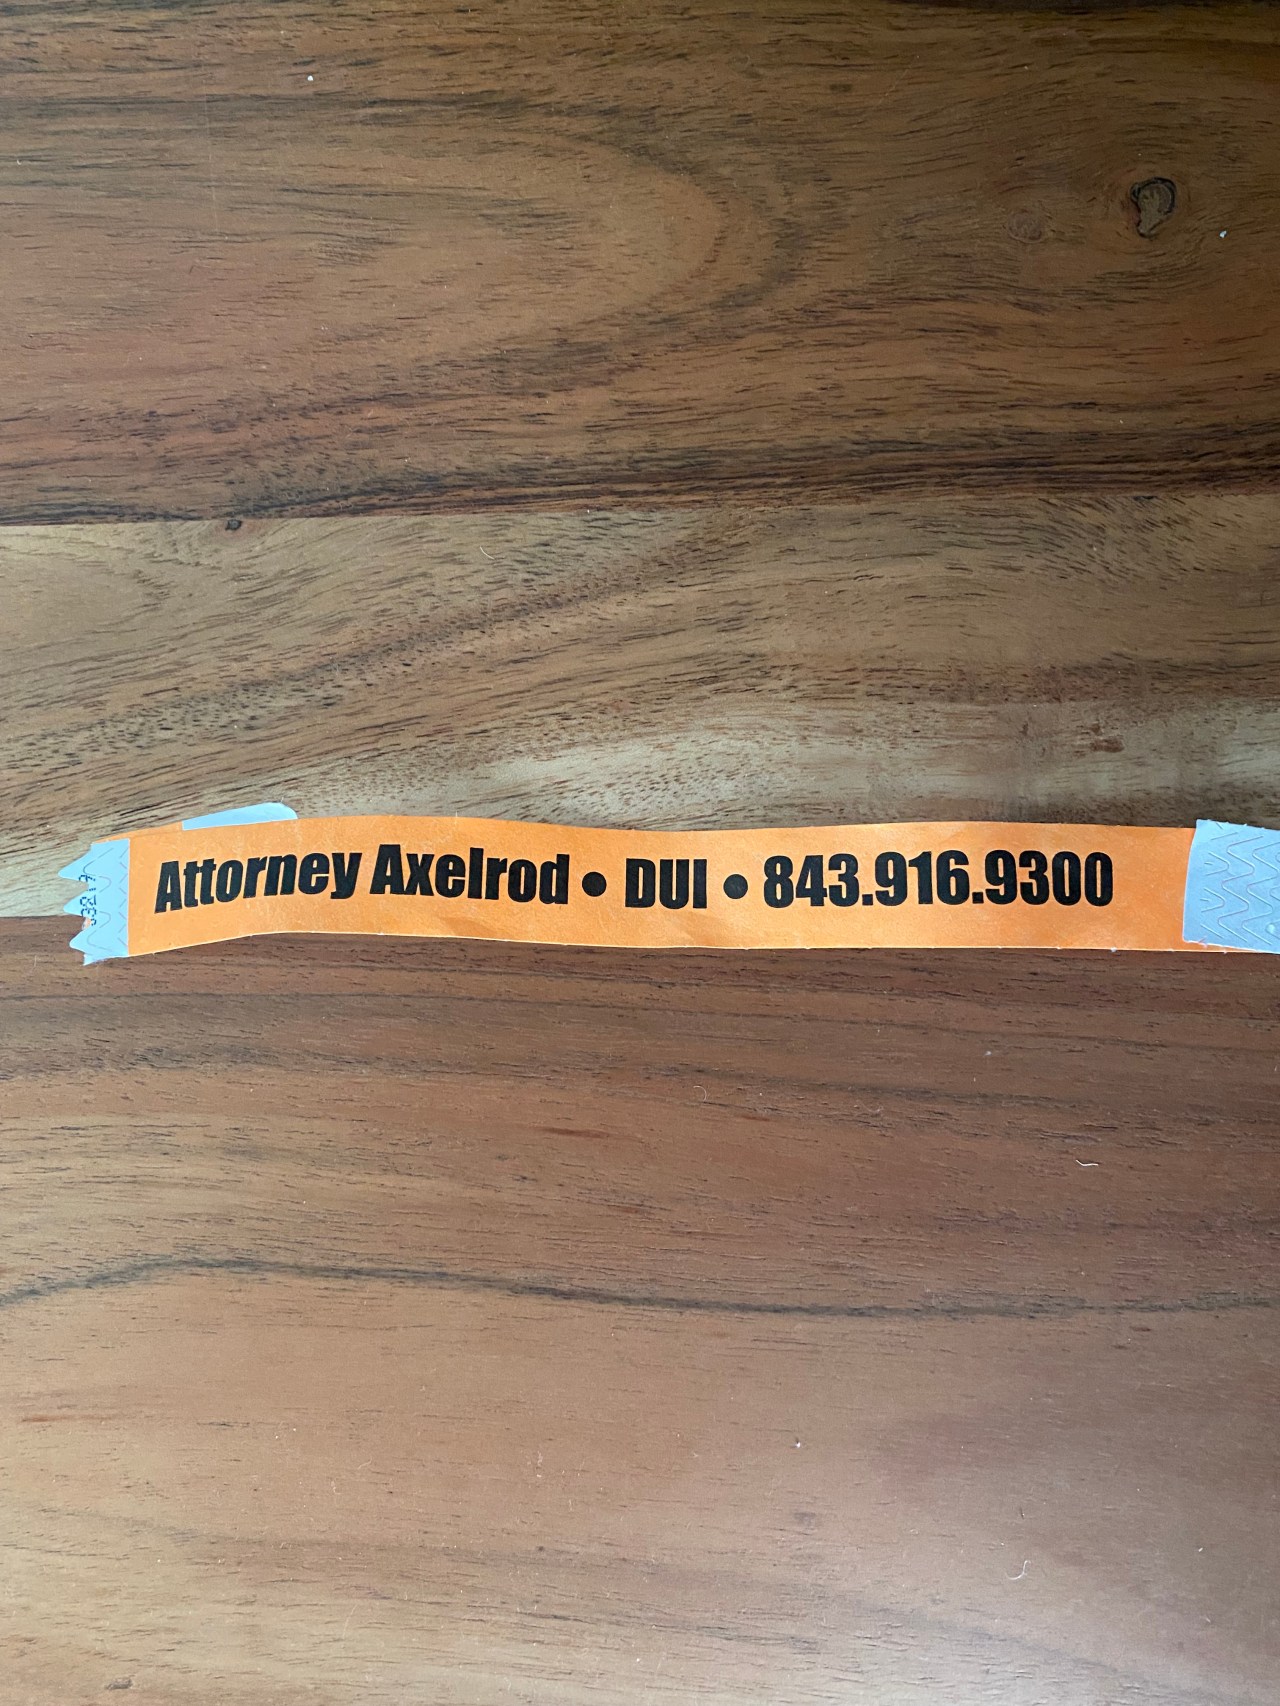 Attorney Axelrod • DUI • 843.916.9300